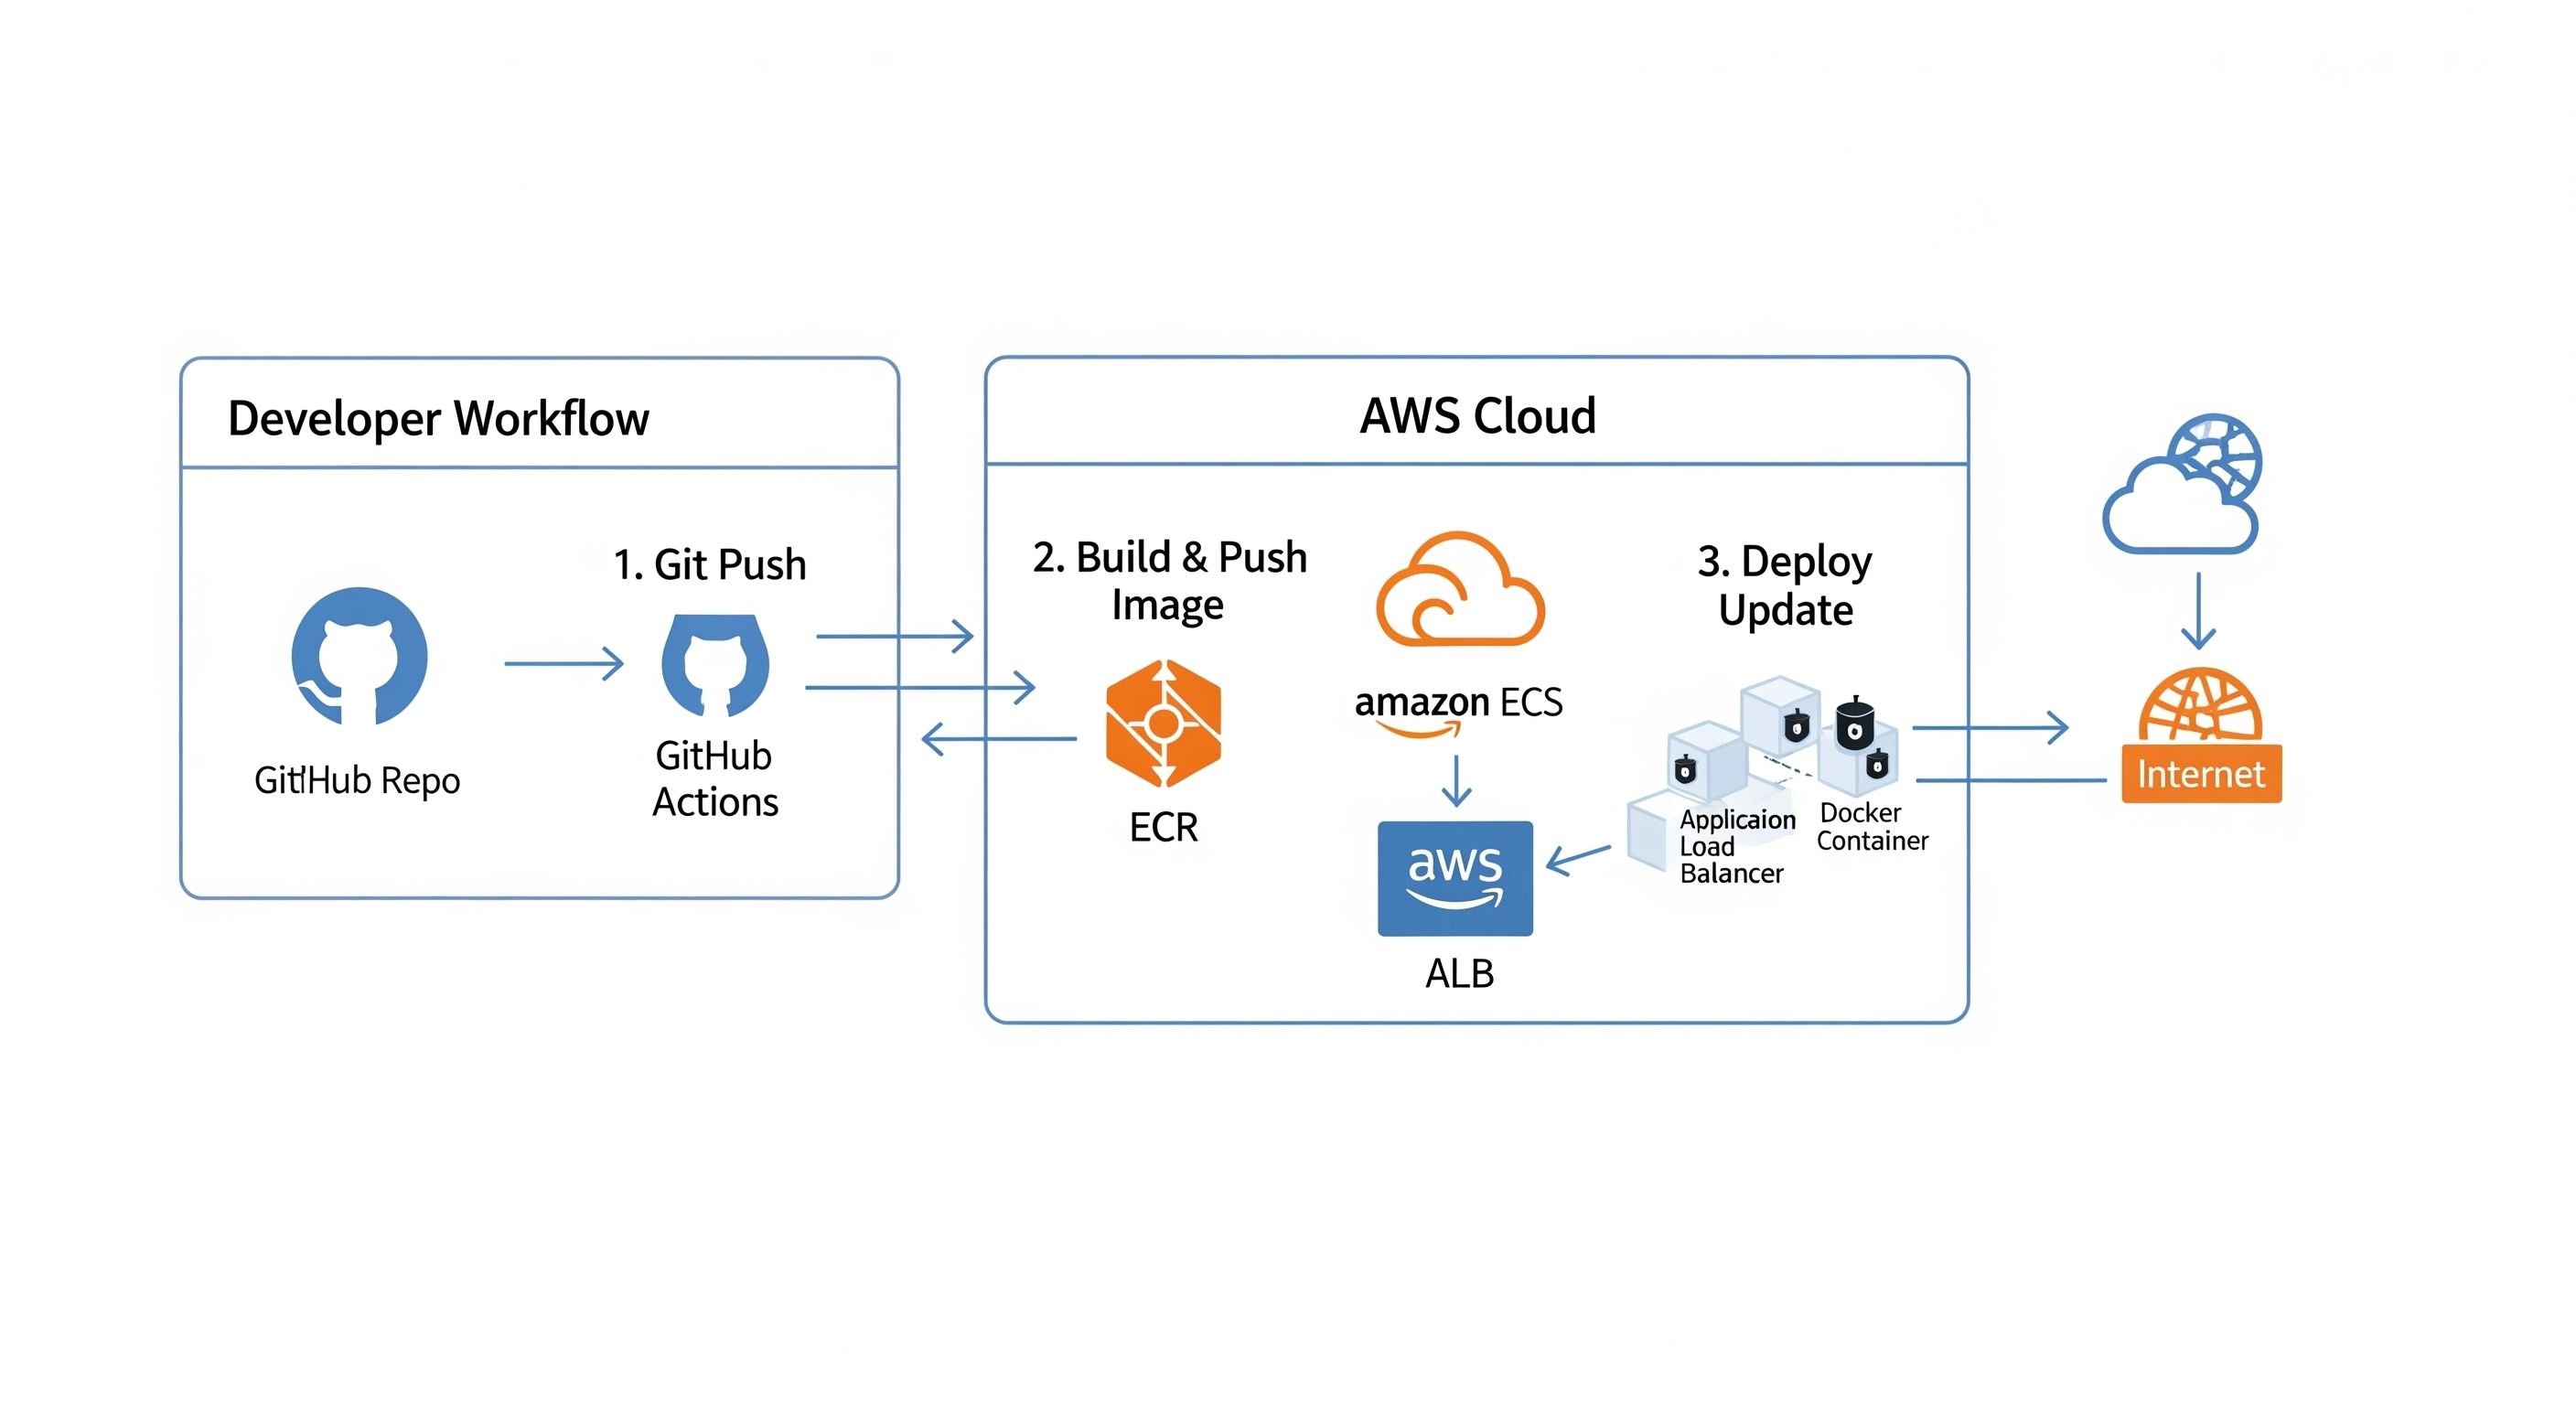 Developer Workflow
GitHub Repo
1. Git Push
GitHub
Actions
AWS Cloud
2. Build & Push
Image
ECR
amazon ECS
aws
ALB
3. Deploy
Update
Applicaion
Load
Balancer
Docker
Container
Internet